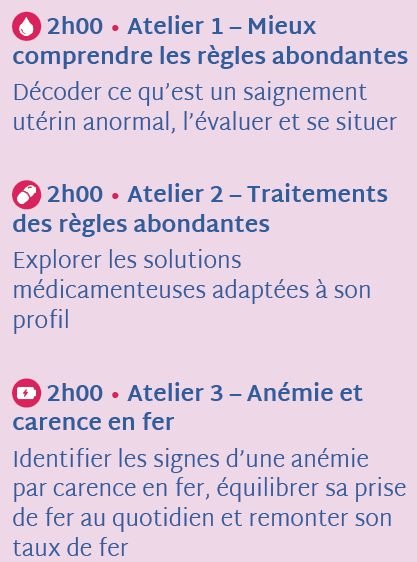 2h00 • Atelier 1 – Mieux
comprendre les règles abondantes
Décoder ce qu’est un saignement
utérin anormal, l’évaluer et se situer
2h00 • Atelier 2 – Traitements
des règles abondantes
Explorer les solutions
médicamenteuses adaptées à son
profil
2h00 • Atelier 3 – Anémie et
carence en fer
Identifier les signes d’une anémie
par carence en fer, équilibrer sa prise
de fer au quotidien et remonter son
taux de fer